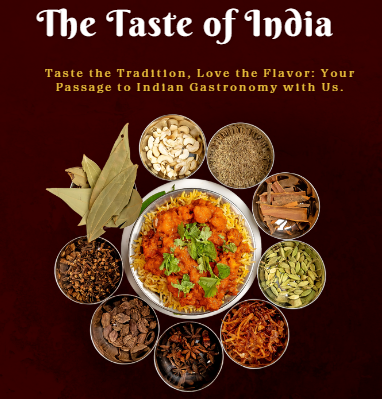 The Taste of India
Taste the Tradition, Love the Flavor: Your
Passage to Indian Gastronomy with Us.